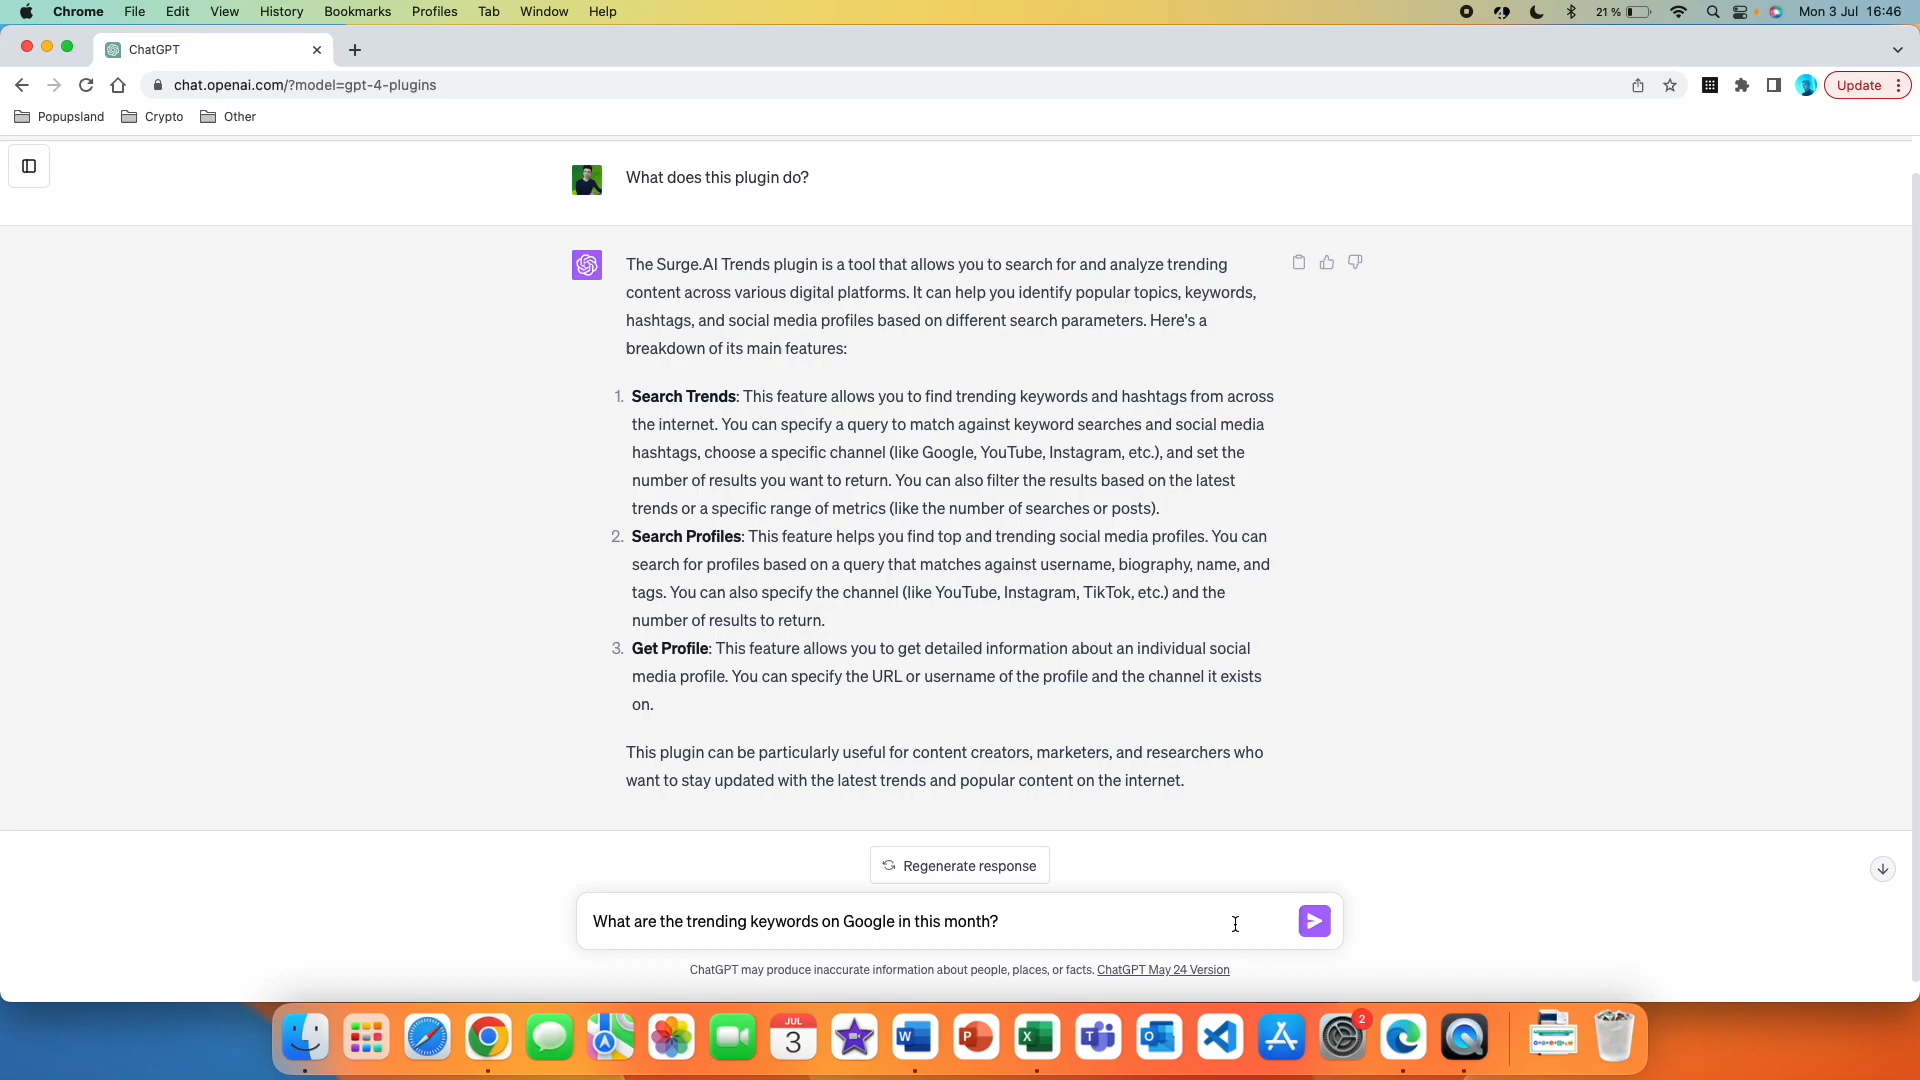 Chrome File Edit View History Bookmarks Profiles Tab Window Help 21 % Mon 3 Jul 16:46
ChatGPT
chat.openai.com/?model=gpt-4-plugins Update
Popupsland Crypto Other
What does this plugin do?
The Surge.AI Trends plugin is a tool that allows you to search for and analyze trending
content across various digital platforms. It can help you identify popular topics, keywords,
hashtags, and social media profiles based on different search parameters. Here's a
breakdown of its main features:
1. Search Trends: This feature allows you to find trending keywords and hashtags from across
the internet. You can specify a query to match against keyword searches and social media
hashtags, choose a specific channel (like Google, YouTube, Instagram, etc.), and set the
number of results you want to return. You can also filter the results based on the latest
trends or a specific range of metrics (like the number of searches or posts).
2. Search Profiles: This feature helps you find top and trending social media profiles. You can
search for profiles based on a query that matches against username, biography, name, and
tags. You can also specify the channel (like YouTube, Instagram, TikTok, etc.) and the
number of results to return.
3. Get Profile: This feature allows you to get detailed information about an individual social
media profile. You can specify the URL or username of the profile and the channel it exists
on.
This plugin can be particularly useful for content creators, marketers, and researchers who
want to stay updated with the latest trends and popular content on the internet.
Regenerate response
What are the trending keywords on Google in this month?
ChatGPT may produce inaccurate information about people, places, or facts. ChatGPT May 24 Version
JUL
3
W
P
X
T
O
2